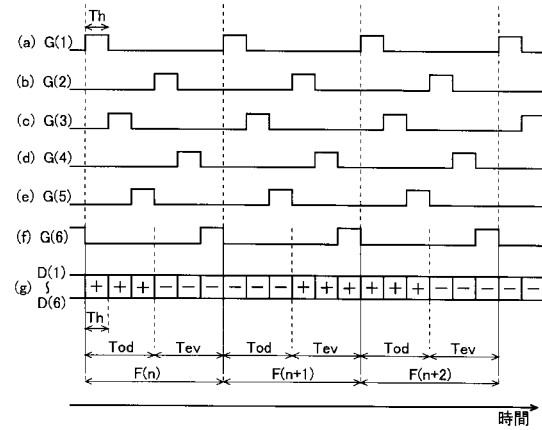 Th
(a) G(1)
(b) G(2)
(c) G(3)
(d) G(4)
(e) G(5)
(f) G(6)
D(1)
(g) ∫ + + + − − − − − − + + + + + + − − − − −
D(6)
Th
Tod Tev Tod Tev Tod Tev
F(n) F(n+1) F(n+2)
時間